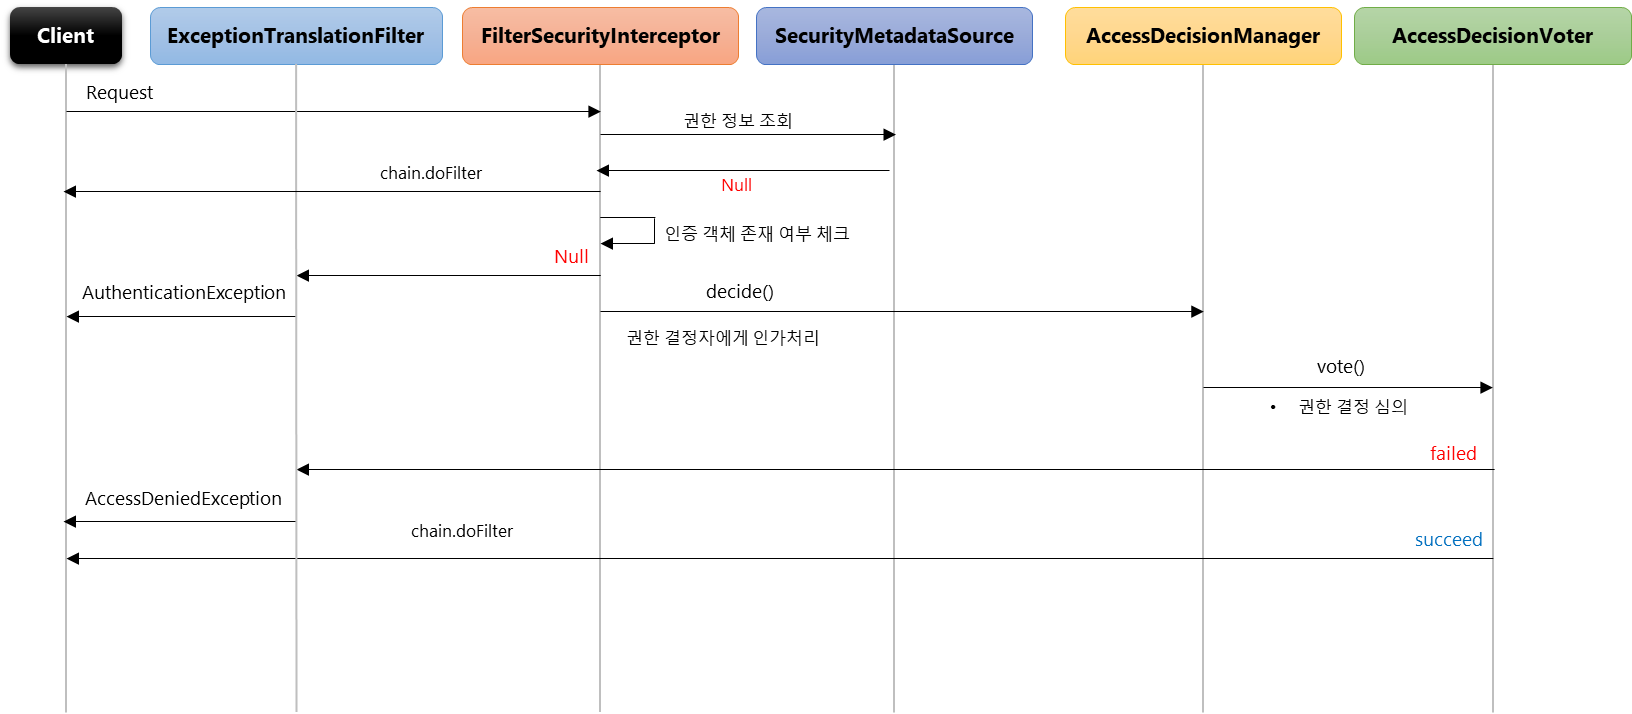 Client
ExceptionTranslationFilter
FilterSecurityInterceptor
SecurityMetadataSource
AccessDecisionManager
AccessDecisionVoter
Request
권한 정보 조회
chain.doFilter
Null
인증 객체 존재 여부 체크
Null
AuthenticationException
decide()
권한 결정자에게 인가처리
vote()
• 권한 결정 심의
failed
AccessDeniedException
chain.doFilter
succeed